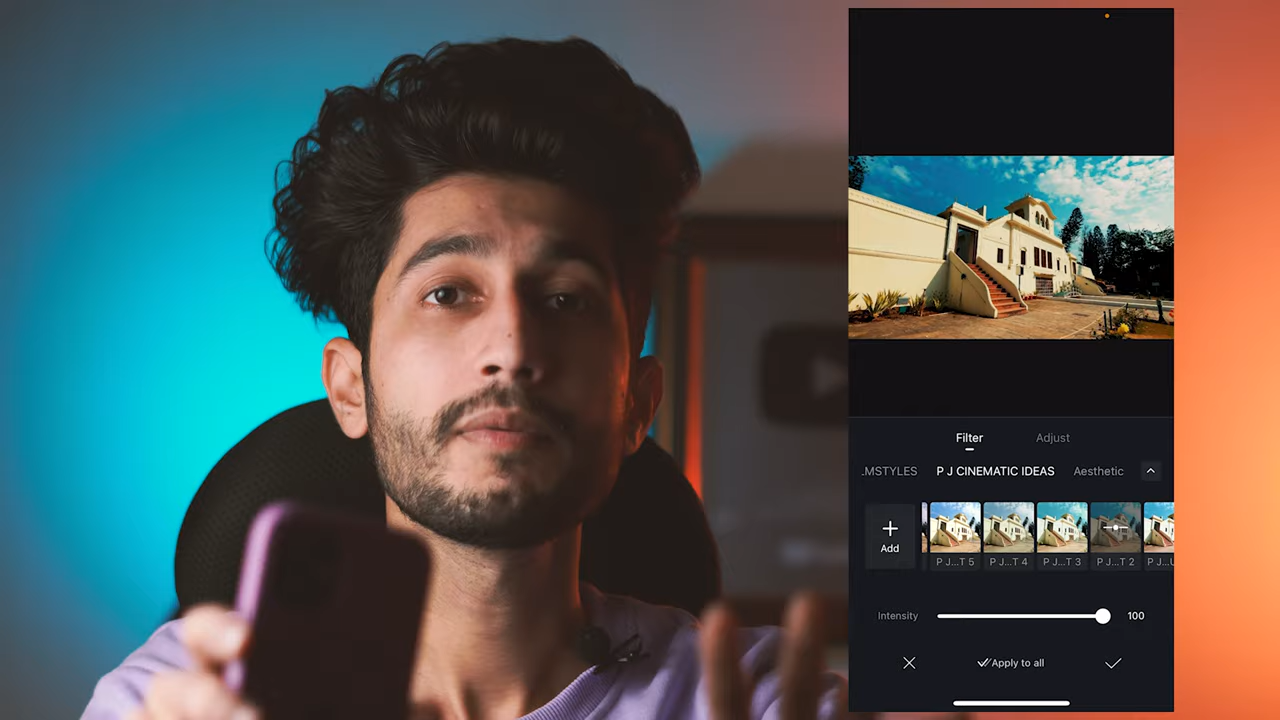 Filter Adjust
.MSTYLES P J CINEMATIC IDEAS Aesthetic
Add
P J...T 5 P J...T 4 P J...T 3 P J...T 2 P J...
Intensity 100
Apply to all